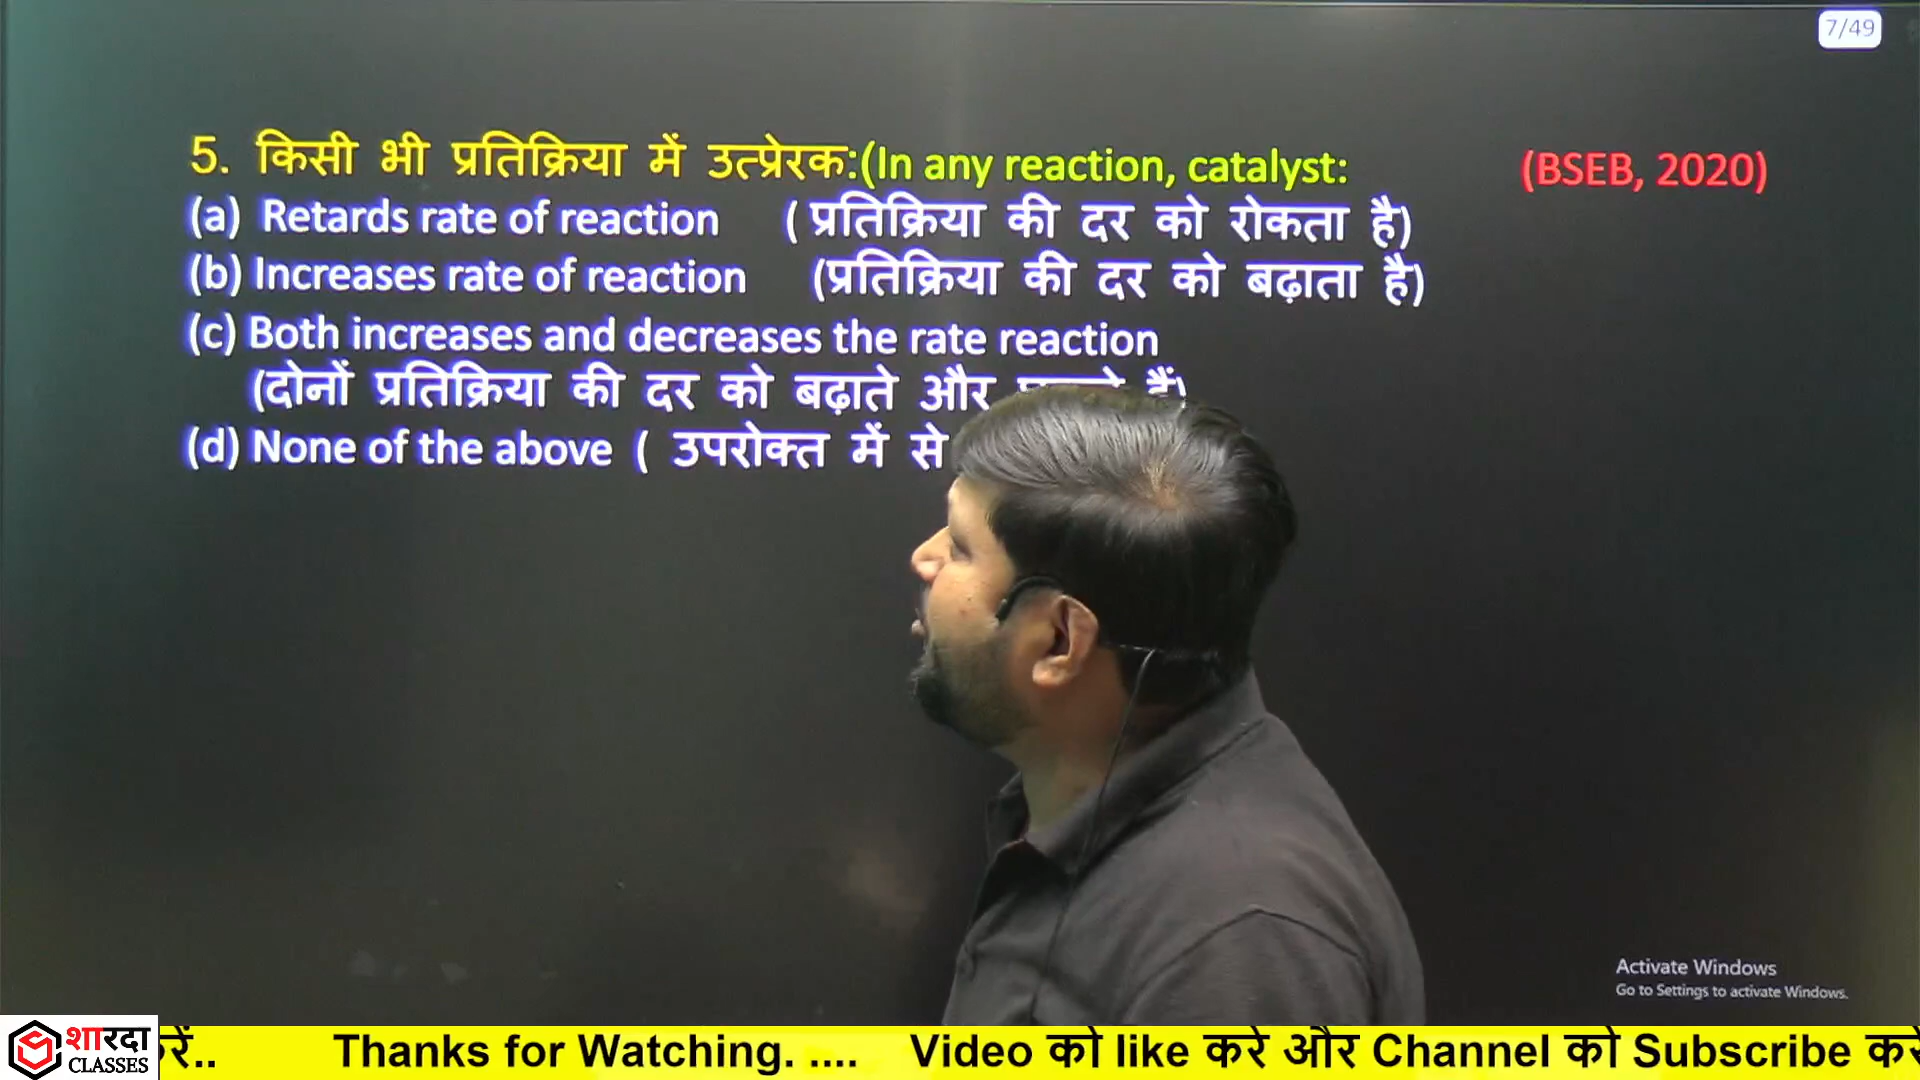 7/49
5. किसी भी प्रतिक्रिया में उत्प्रेरक:(In any reaction, catalyst: (BSEB, 2020)
(a) Retards rate of reaction ( प्रतिक्रिया की दर को रोकता है)
(b) Increases rate of reaction (प्रतिक्रिया की दर को बढ़ाता है)
(c) Both increases and decreases the rate reaction
(दोनों प्रतिक्रिया की दर को बढ़ाते और हैं)
(d) None of the above ( उपरोक्त में से
Activate Windows
Go to Settings to activate Windows.
शारदा
CLASSES
Thanks for Watching. .... Video को like करे और Channel को Subscribe